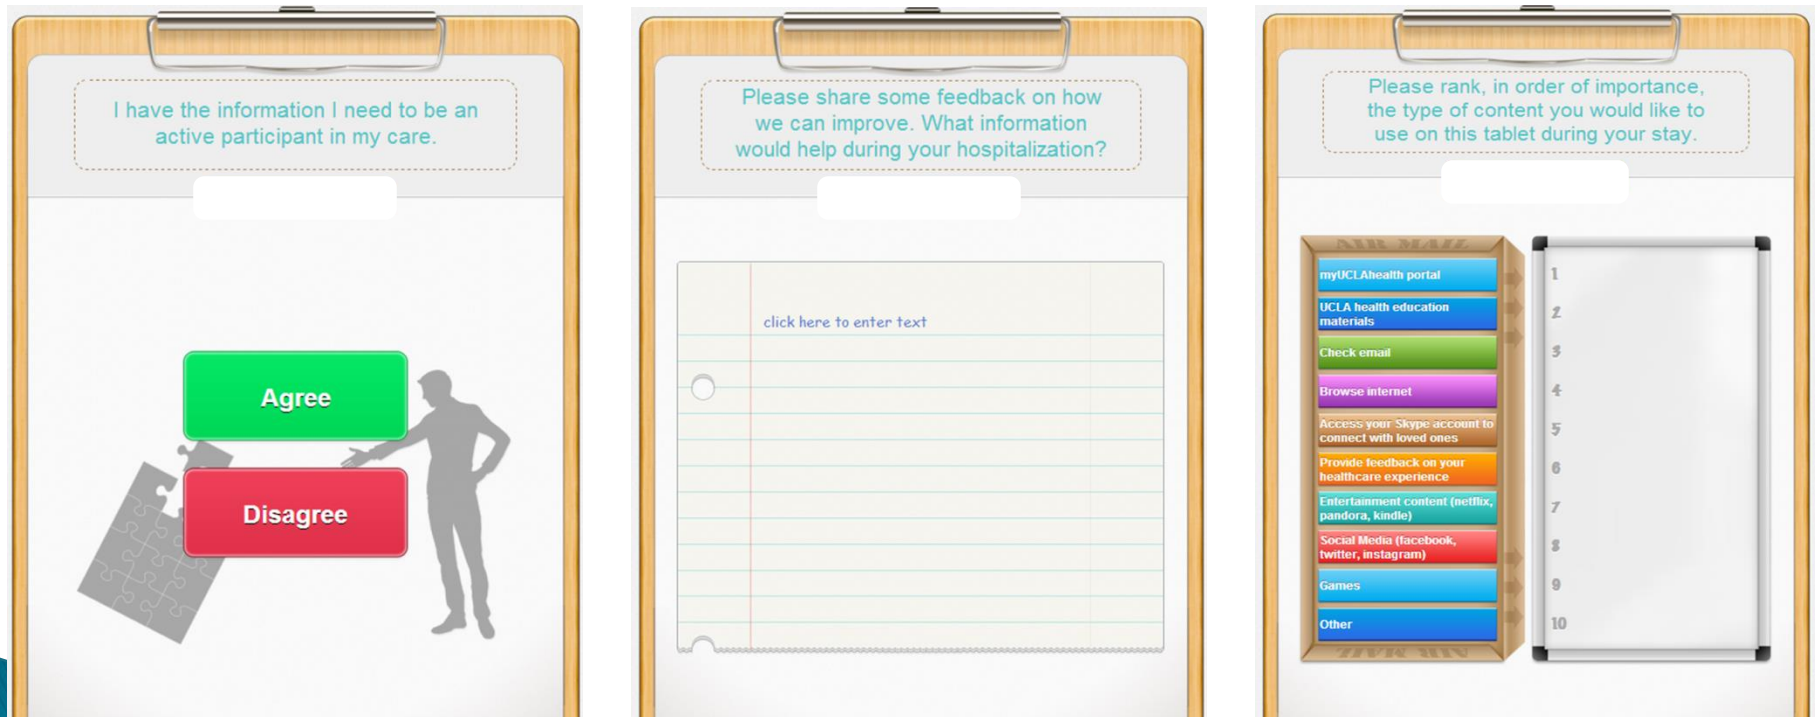 I have the information I need to be an
active participant in my care.
Agree
Disagree
Please share some feedback on how
we can improve. What information
would help during your hospitalization?
click here to enter text
Please rank, in order of importance,
the type of content you would like to
use on this tablet during your stay.
AIR MAIL
myUCLAhealth portal
UCLA health education
materials
Check email
Browse internet
Access your Skype account to
connect with loved ones
Provide feedback on your
healthcare experience
Entertainment content (netflix,
pandora, kindle)
Social Media (facebook,
twitter, instagram)
Games
Other
AIR MAIL
1
2
3
4
5
6
7
8
9
10